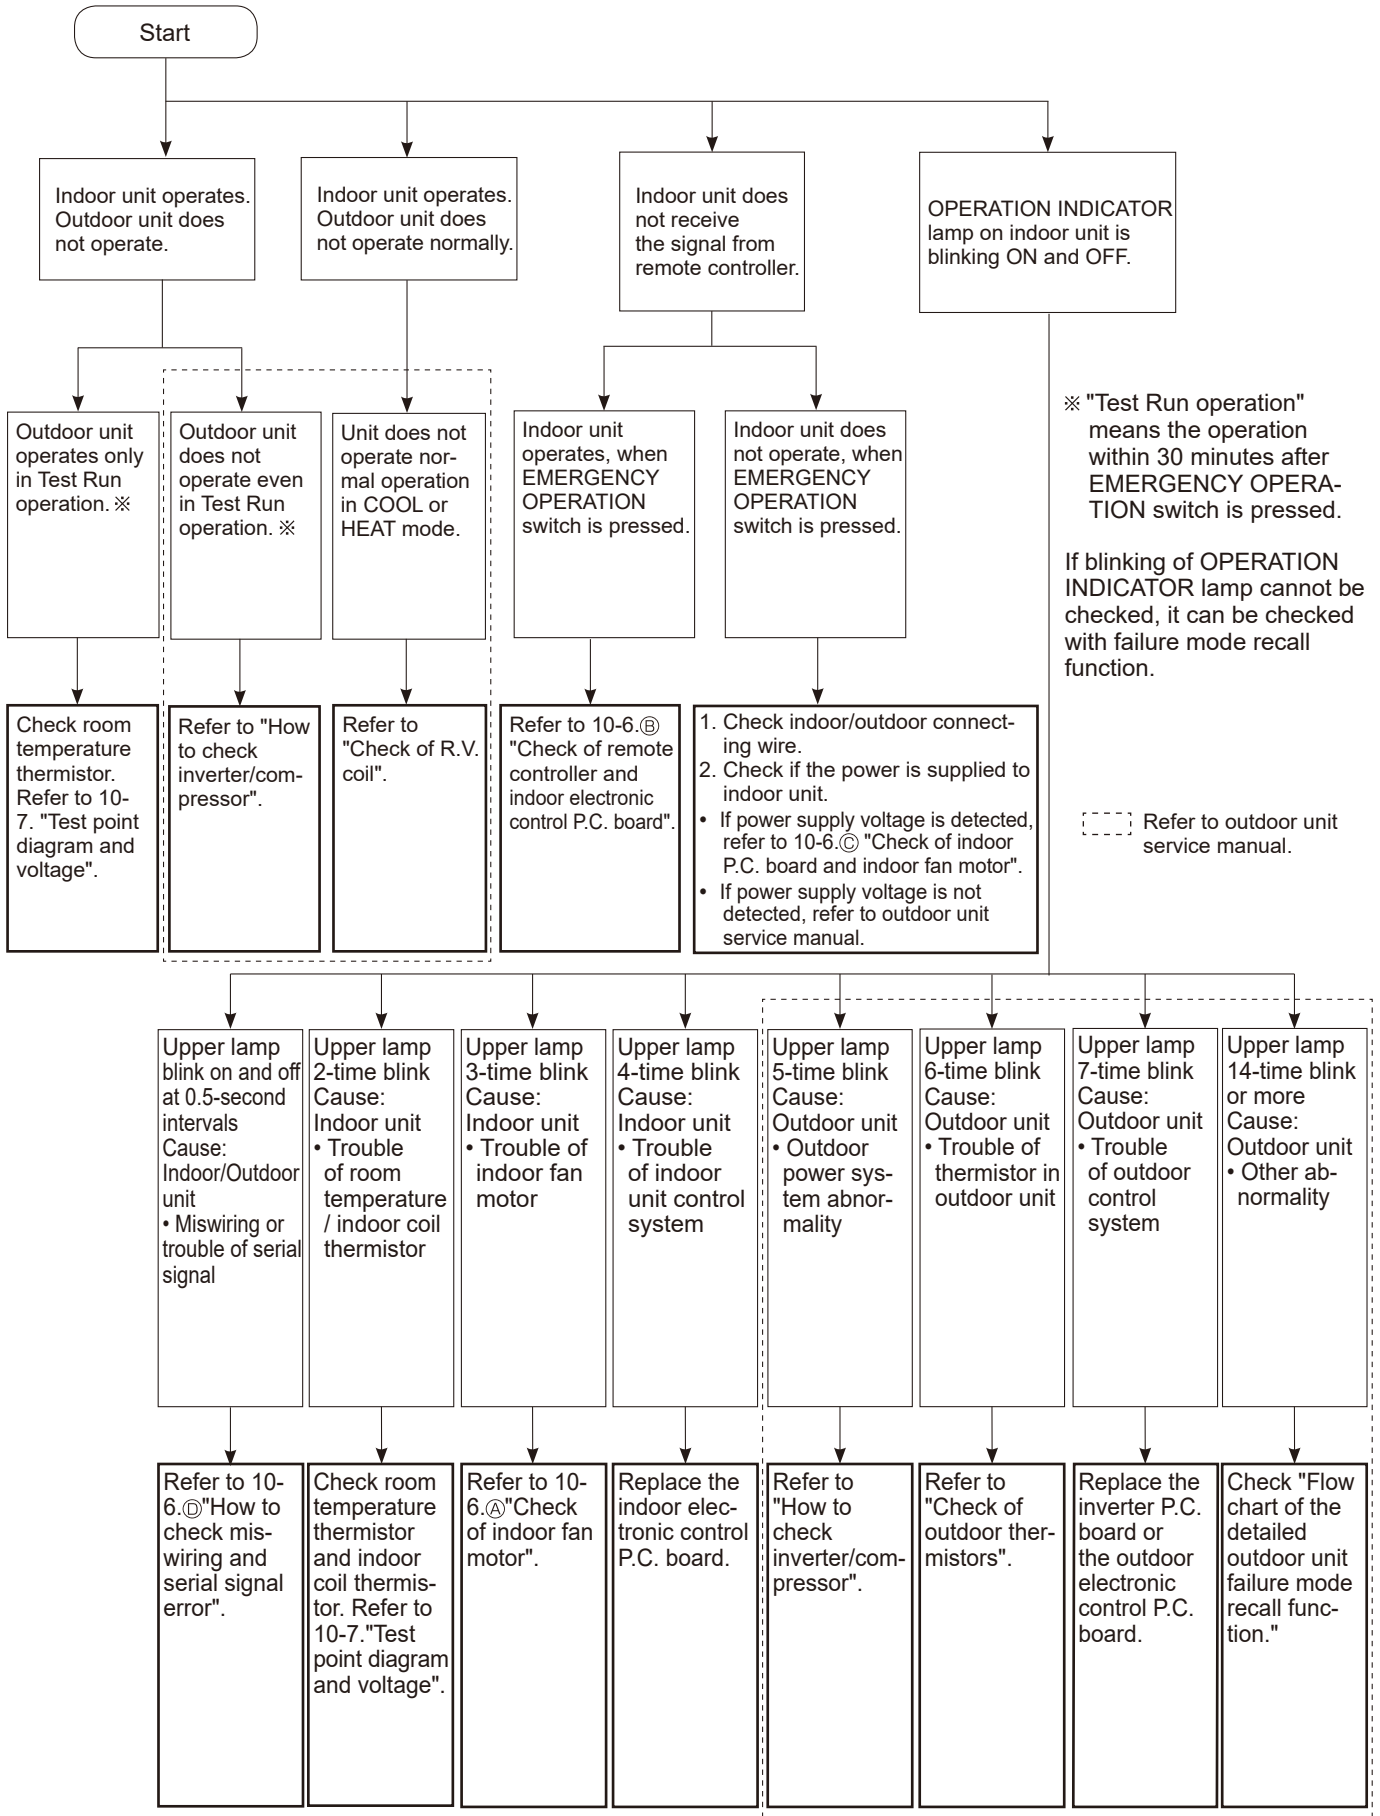 Start
Indoor unit operates.
Outdoor unit does
not operate.
Indoor unit operates.
Outdoor unit does
not operate normally.
Indoor unit does
not receive
the signal from
remote controller.
OPERATION INDICATOR
lamp on indoor unit is
blinking ON and OFF.
Outdoor unit
operates only
in Test Run
operation. ※
Outdoor unit
does not
operate even
in Test Run
operation. ※
Unit does not
operate nor-
mal operation
in COOL or
HEAT mode.
Indoor unit
operates, when
EMERGENCY
OPERATION
switch is pressed.
Indoor unit does
not operate, when
EMERGENCY
OPERATION
switch is pressed.
※ "Test Run operation"
means the operation
within 30 minutes after
EMERGENCY OPERA-
TION switch is pressed.
If blinking of OPERATION
INDICATOR lamp cannot be
checked, it can be checked
with failure mode recall
function.
Check room
temperature
thermistor.
Refer to 10-
7. "Test point
diagram and
voltage".
Refer to "How
to check
inverter/com-
pressor".
Refer to
"Check of R.V.
coil".
Refer to 10-6.Ⓑ
"Check of remote
controller and
indoor electronic
control P.C. board".
1. Check indoor/outdoor connect-
ing wire.
2. Check if the power is supplied to
indoor unit.
• If power supply voltage is detected,
refer to 10-6.Ⓒ "Check of indoor
P.C. board and indoor fan motor".
• If power supply voltage is not
detected, refer to outdoor unit
service manual.
Refer to outdoor unit
service manual.
Upper lamp
blink on and off
at 0.5-second
intervals
Cause:
Indoor/Outdoor
unit
• Miswiring or
trouble of serial
signal
Upper lamp
2-time blink
Cause:
Indoor unit
• Trouble
of room
temperature
/ indoor coil
thermistor
Upper lamp
3-time blink
Cause:
Indoor unit
• Trouble of
indoor fan
motor
Upper lamp
4-time blink
Cause:
Indoor unit
• Trouble
of indoor
unit control
system
Upper lamp
5-time blink
Cause:
Outdoor unit
• Outdoor
power sys-
tem abnor-
mality
Upper lamp
6-time blink
Cause:
Outdoor unit
• Trouble of
thermistor in
outdoor unit
Upper lamp
7-time blink
Cause:
Outdoor unit
• Trouble
of outdoor
control
system
Upper lamp
14-time blink
or more
Cause:
Outdoor unit
• Other ab-
normality
Refer to 10-
6.Ⓓ"How to
check mis-
wiring and
serial signal
error".
Check room
temperature
thermistor
and indoor
coil thermis-
tor. Refer to
10-7."Test
point diagram
and voltage".
Refer to 10-
6.Ⓐ"Check
of indoor fan
motor".
Replace the
indoor elec-
tronic control
P.C. board.
Refer to
"How to
check
inverter/com-
pressor".
Refer to
"Check of
outdoor ther-
mistors".
Replace the
inverter P.C.
board or
the outdoor
electronic
control P.C.
board.
Check "Flow
chart of the
detailed
outdoor unit
failure mode
recall func-
tion."